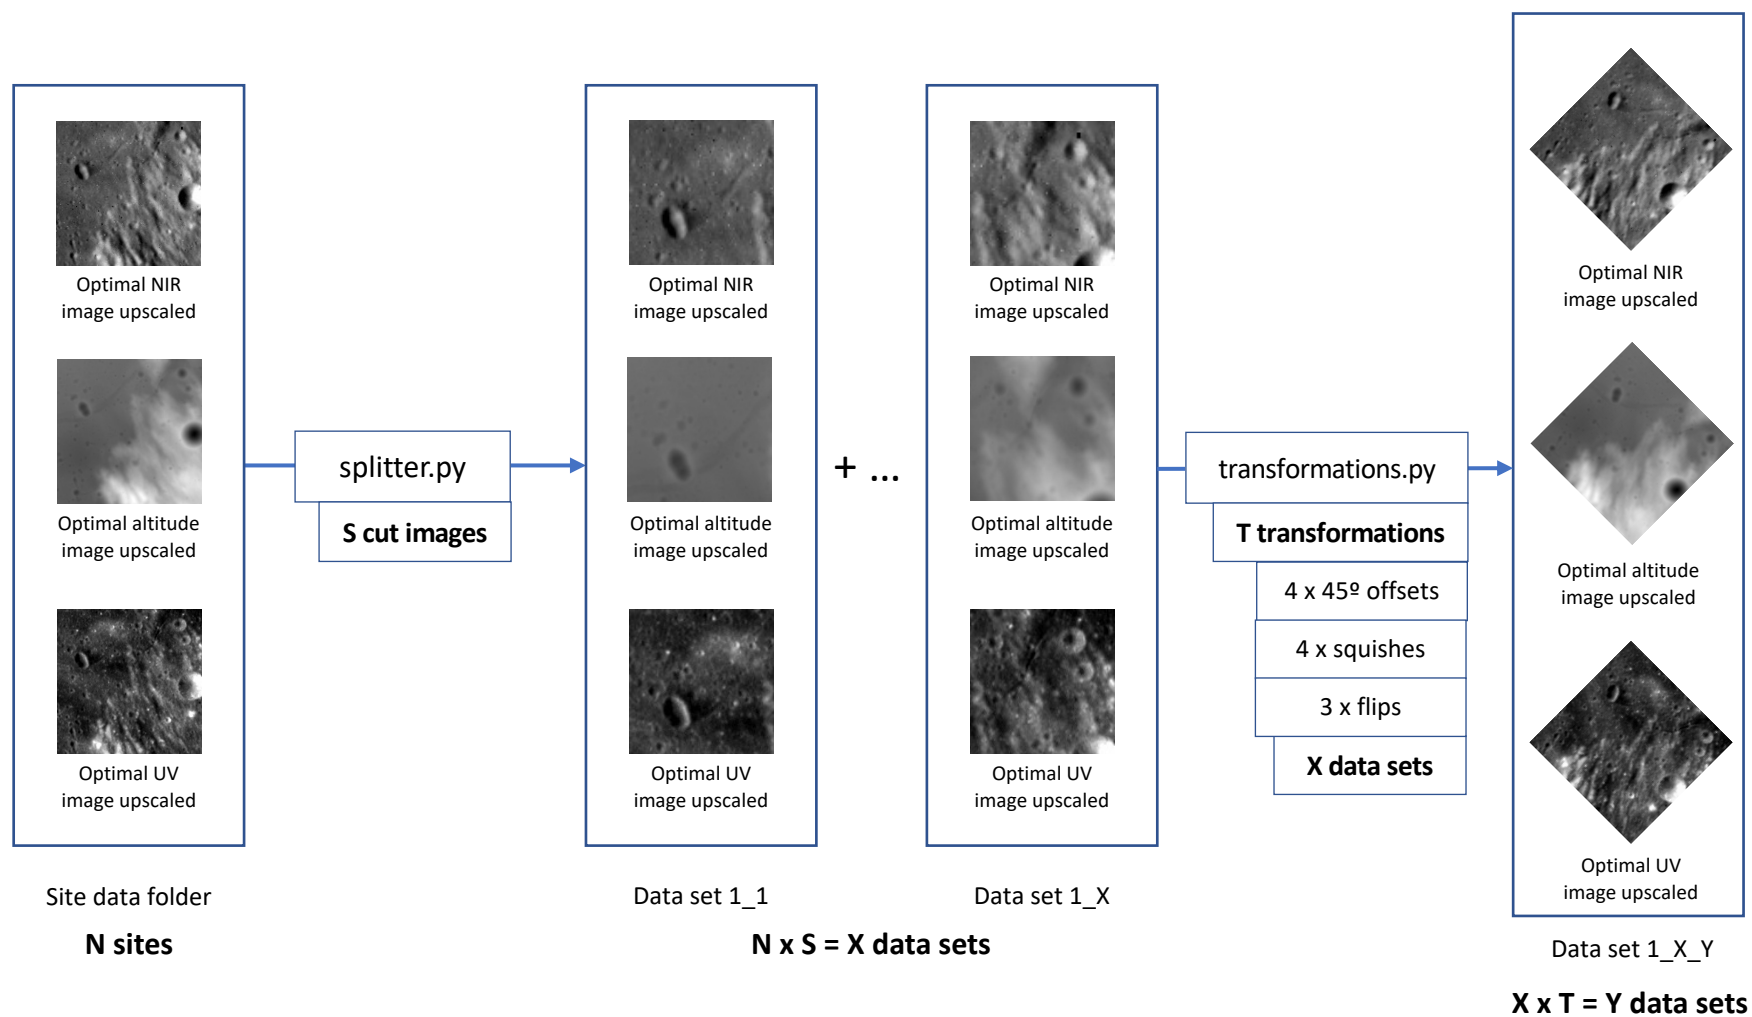 Optimal NIR
image upscaled
Optimal altitude
image upscaled
Optimal UV
image upscaled
Site data folder
N sites
splitter.py
S cut images
Optimal NIR
image upscaled
Optimal altitude
image upscaled
Optimal UV
image upscaled
Data set 1_1
+ ...
Optimal NIR
image upscaled
Optimal altitude
image upscaled
Optimal UV
image upscaled
Data set 1_X
N x S = X data sets
transformations.py
T transformations
4 x 45º offsets
4 x squishes
3 x flips
X data sets
Optimal NIR
image upscaled
Optimal altitude
image upscaled
Optimal UV
image upscaled
Data set 1_X_Y
X x T = Y data sets